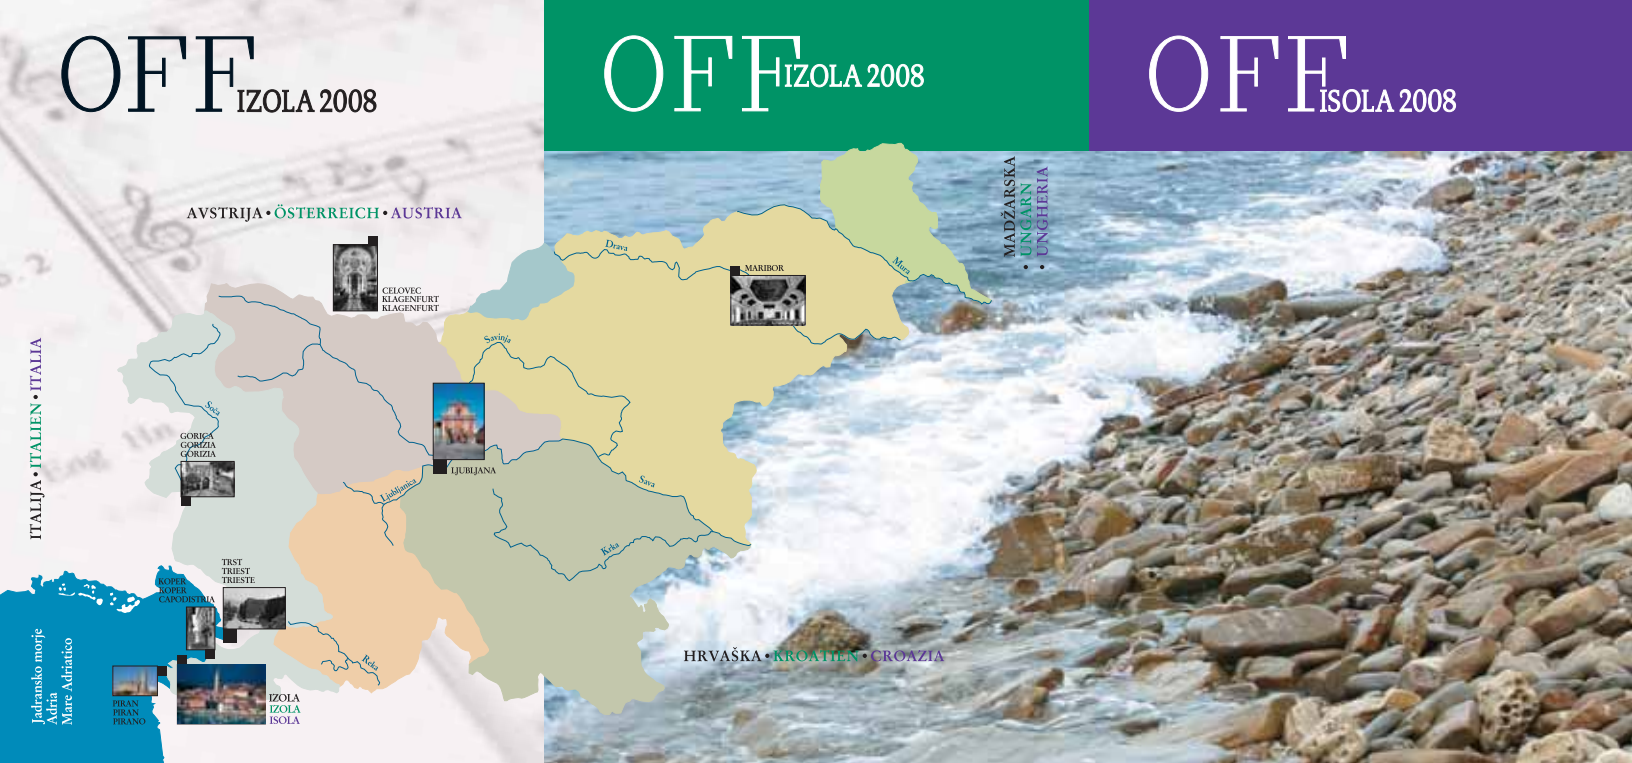 OFF IZOLA 2008
OFF IZOLA 2008
OFF ISOLA 2008
AVSTRIJA • ÖSTERREICH • AUSTRIA
MADŽARSKA
• UNGARN
• UNGHERIA
Drava
Mura
MARIBOR
CELOVEC
KLAGENFURT
KLAGENFURT
Savinja
ITALIJA • ITALIEN • ITALIA
Soča
GORICA
GORIZIA
GORIZIA
LJUBLJANA
Ljubljanica
Sava
Krka
TRST
TRIEST
TRIESTE
KOPER
KOPER
CAPODISTRIA
Reka
HRVAŠKA • KROATIEN • CROAZIA
Jadransko morje
Adria
Mare Adriatico
PIRAN
PIRAN
PIRANO
IZOLA
IZOLA
ISOLA